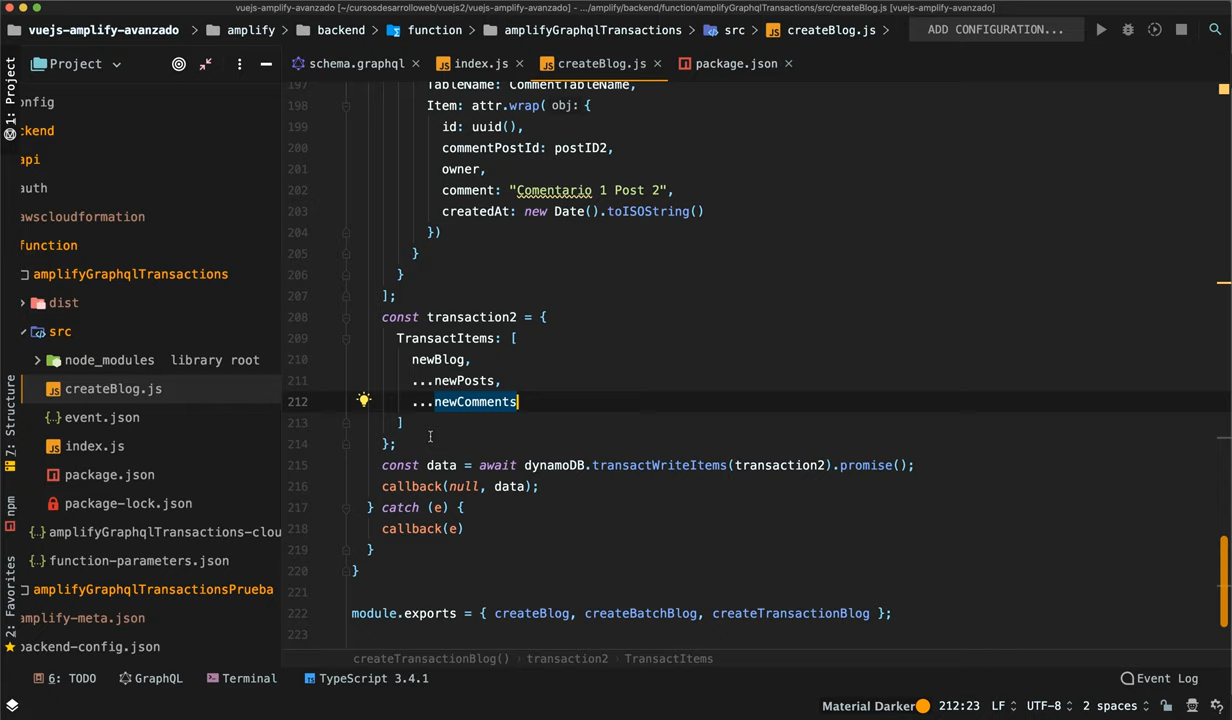 vuejs-amplify-avanzado [~/cursosdesarrolloweb/vuejs2/vuejs-amplify-avanzado] - .../amplify/backend/function/amplifyGraphqlTransactions/src/createBlog.js [vuejs-amplify-avanzado]
vuejs-amplify-avanzado amplify backend function amplifyGraphqlTransactions src createBlog.js ADD CONFIGURATION...
Project schema.graphql index.js createBlog.js package.json
1: Project
7: Structure
npm
2: Favorites
onfig
ckend
api
auth
awscloudformation
function
amplifyGraphqlTransactions
dist
src
node_modules library root
createBlog.js
event.json
index.js
package.json
package-lock.json
amplifyGraphqlTransactions-clou
function-parameters.json
amplifyGraphqlTransactionsPrueba
amplify-meta.json
backend-config.json
197 TableName: CommentTableName,
198 Item: attr.wrap( obj: {
199 id: uuid(),
200 commentPostId: postID2,
201 owner,
202 comment: "Comentario 1 Post 2",
203 createdAt: new Date().toISOString()
204 })
205 }
206 }
207 ];
208 const transaction2 = {
209 TransactItems: [
210 newBlog,
211 ...newPosts,
212 ...newComments
213 ]
214 };
215 const data = await dynamoDB.transactWriteItems(transaction2).promise();
216 callback(null, data);
217 } catch (e) {
218 callback(e)
219 }
220 }
221
222 module.exports = { createBlog, createBatchBlog, createTransactionBlog };
223
createTransactionBlog() transaction2 TransactItems
6: TODO GraphQL Terminal TypeScript 3.4.1 Event Log
Material Darker 212:23 LF UTF-8 2 spaces